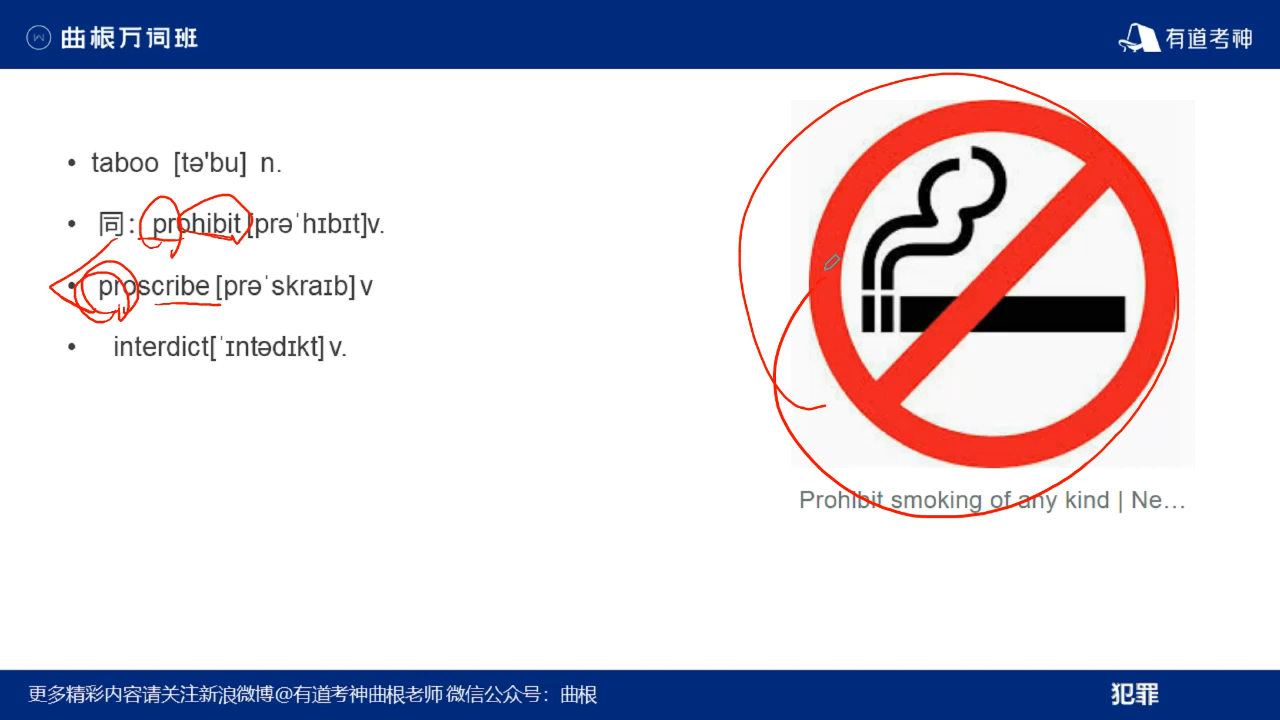 曲根万词班
有道考神
• taboo [tə'bu] n.
• 同：prohibit [prəˈhɪbɪt]v.
• proscribe [prəˈskraɪb] v
• interdict[ˈɪntədɪkt] v.
Prohibit smoking of any kind | Ne…
更多精彩内容请关注新浪微博@有道考神曲根老师 微信公众号：曲根
犯罪